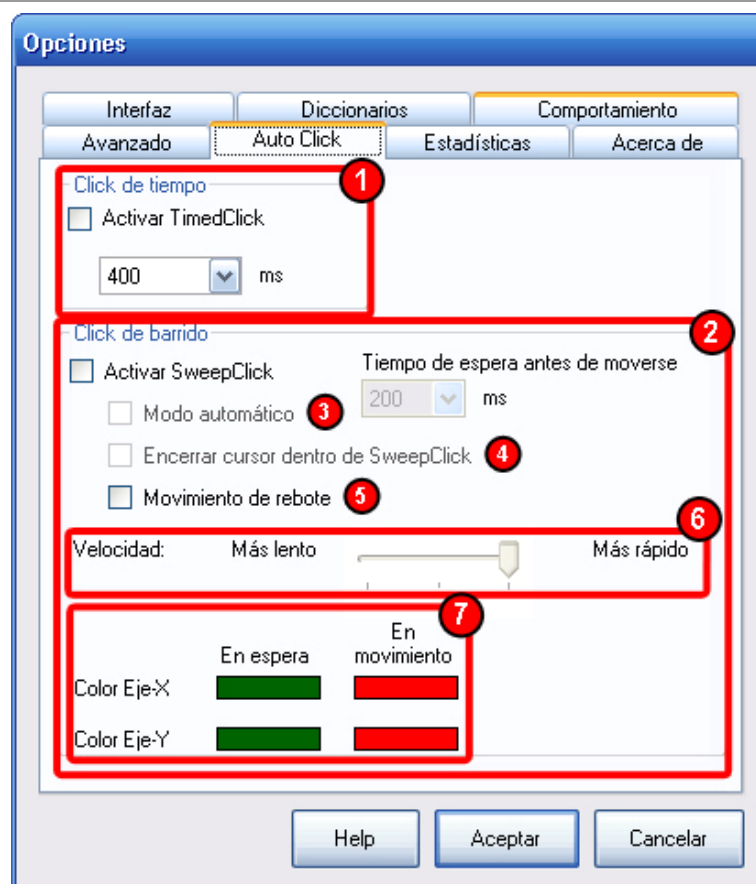 Opciones
Interfaz Diccionarios Comportamiento
Avanzado Auto Click Estadísticas Acerca de
Click de tiempo 1
Activar TimedClick
400 ms
Click de barrido 2
Activar SweepClick Tiempo de espera antes de moverse
200 ms
Modo automático 3
Encerrar cursor dentro de SweepClick 4
Movimiento de rebote 5
6
Velocidad: Más lento Más rápido
7
En espera En movimiento
Color Eje-X
Color Eje-Y
Help Aceptar Cancelar